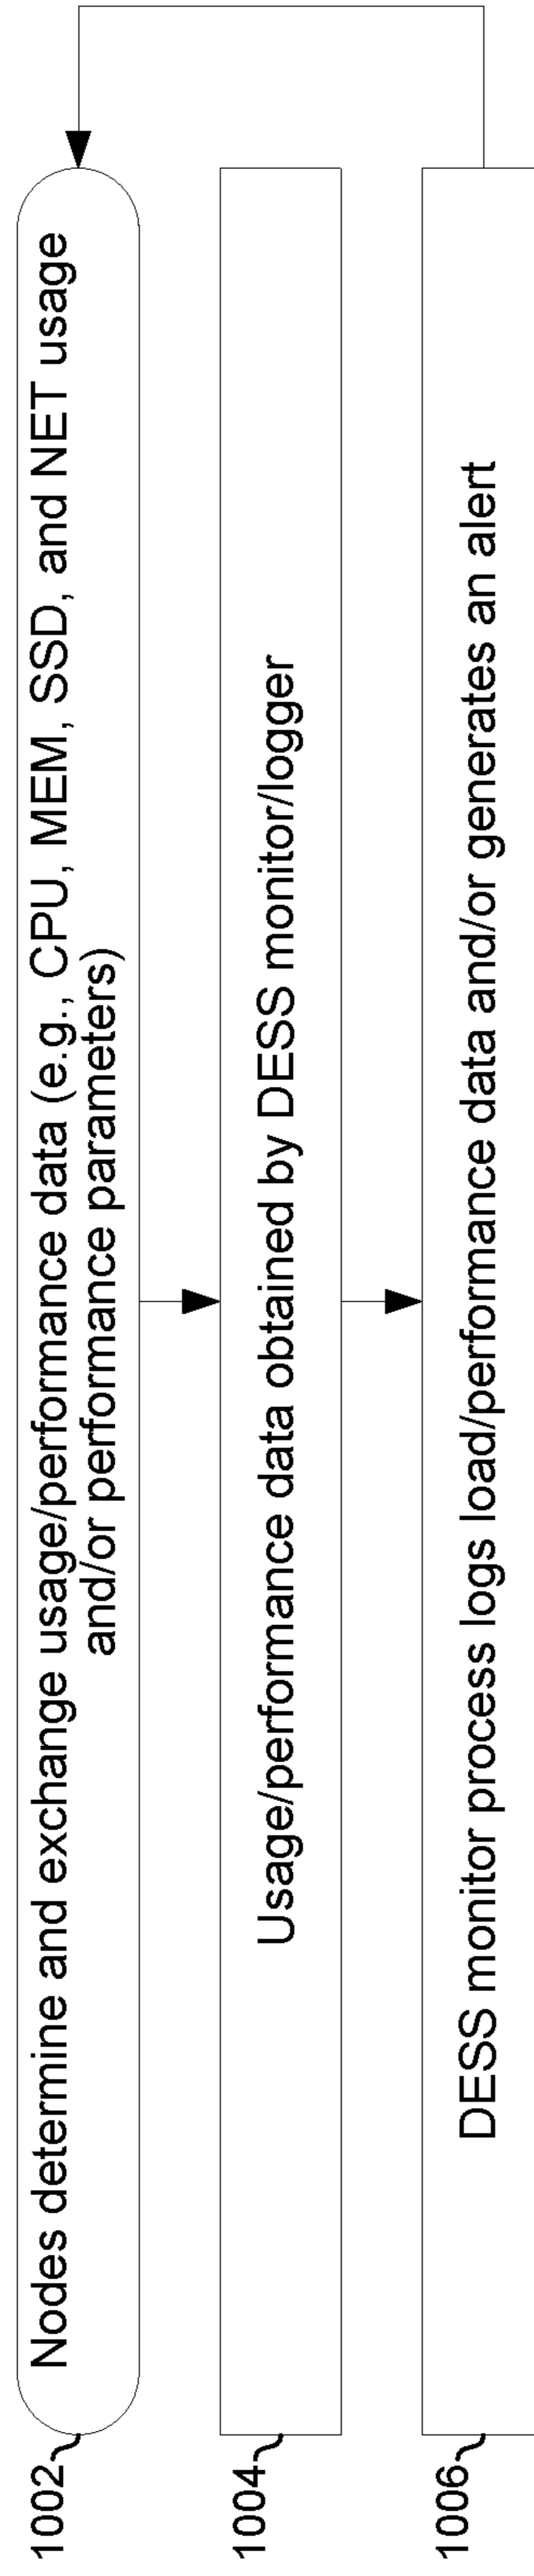 1002
Nodes determine and exchange usage/performance data (e.g., CPU, MEM, SSD, and NET usage
and/or performance parameters)
1004
Usage/performance data obtained by DESS monitor/logger
1006
DESS monitor process logs load/performance data and/or generates an alert